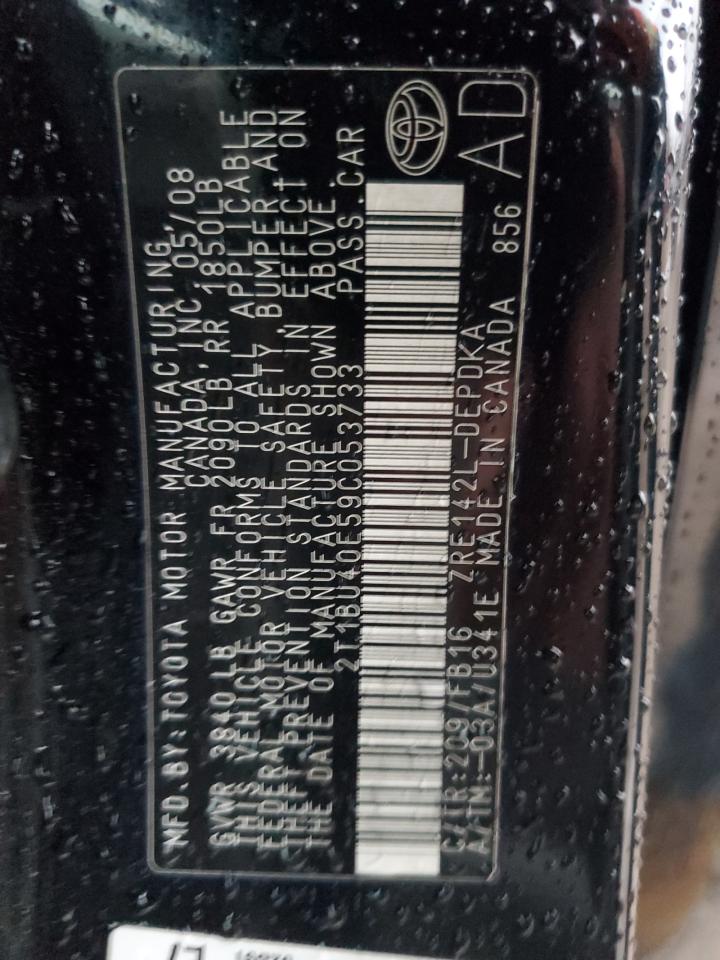 MFD.BY:TOYOTA MOTOR MANUFACTURING,
CANADA, INC. 05/08
GVWR 3840 LB GAWR FR 2090LB, RR 1850LB
THIS VEHICLE CONFORMS TO ALL APPLICABLE
FEDERAL MOTOR VEHICLE SAFETY, BUMPER AND
THEFT PREVENTION STANDARDS IN EFFECT ON
THE DATE OF MANUFACTURE SHOWN ABOVE.
2T1BU40E59C053733 PASS.CAR
C/TR:209/FB16 ZRE142L-DEPDKA
A/TM:-03A/U341E MADE IN CANADA 856
AD